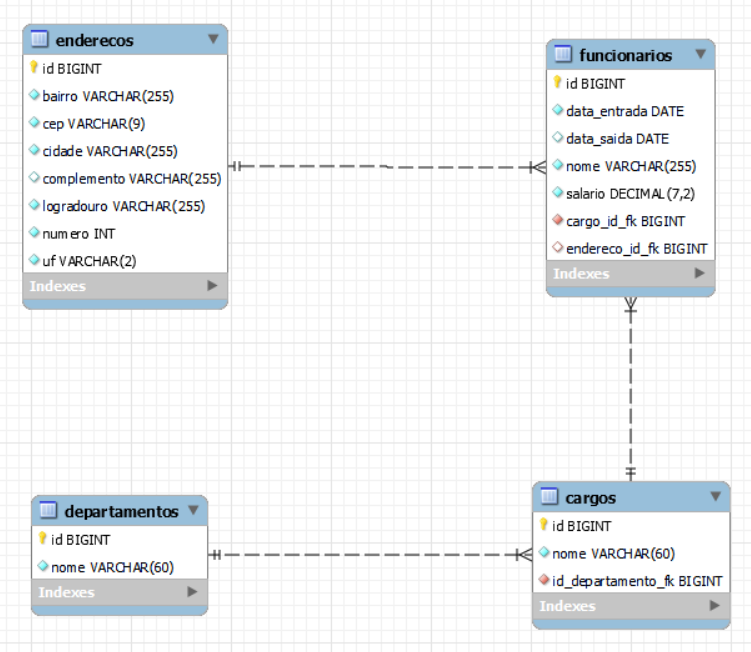 enderecos
id BIGINT
bairro VARCHAR(255)
cep VARCHAR(9)
cidade VARCHAR(255)
complemento VARCHAR(255)
logradouro VARCHAR(255)
numero INT
uf VARCHAR(2)
Indexes
funcionarios
id BIGINT
data_entrada DATE
data_saida DATE
nome VARCHAR(255)
salario DECIMAL(7,2)
cargo_id_fk BIGINT
endereco_id_fk BIGINT
Indexes
departamentos
id BIGINT
nome VARCHAR(60)
Indexes
cargos
id BIGINT
nome VARCHAR(60)
id_departamento_fk BIGINT
Indexes